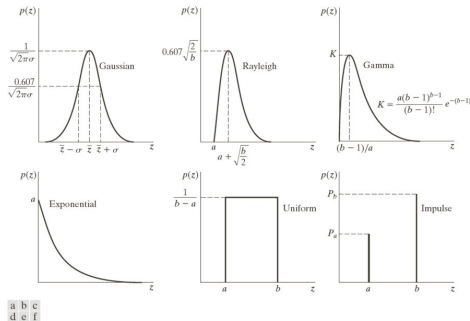 p(z)
1
√2πσ
0.607
√2πσ
Gaussian
z̄ − σ z̄ z̄ + σ z
p(z)
0.607√2/b
Rayleigh
a
a + √b/2
z
p(z)
K
Gamma
K = a(b − 1)^{b−1} / (b − 1)! e^{−(b−1)}
(b − 1)/a z
p(z)
a
Exponential
z
p(z)
1
b − a
Uniform
a b z
p(z)
P_b
P_a
Impulse
a b z
a b c
d e f